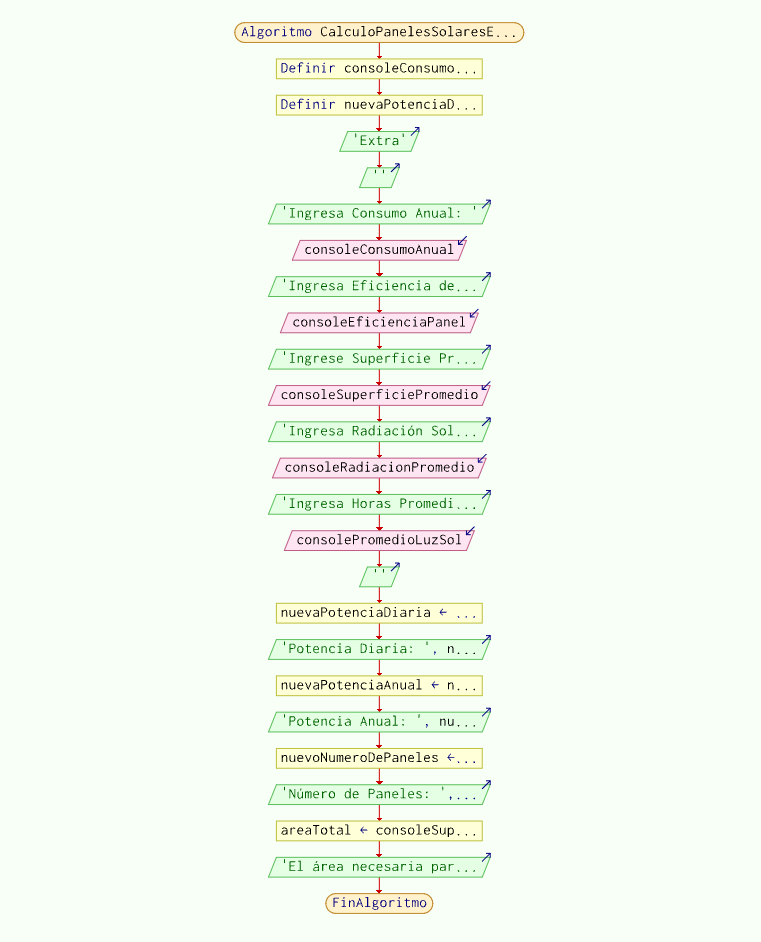 Algoritmo CalculoPanelesSolaresE...
Definir consoleConsumo...
Definir nuevaPotenciaD...
'Extra'
''
'Ingresa Consumo Anual: '
consoleConsumoAnual
'Ingresa Eficiencia de...
consoleEficienciaPanel
'Ingrese Superficie Pr...
consoleSuperficiePromedio
'Ingresa Radiación Sol...
consoleRadiacionPromedio
'Ingresa Horas Promedi...
consolePromedioLuzSol
''
nuevaPotenciaDiaria ← ...
'Potencia Diaria: ', n...
nuevaPotenciaAnual ← n...
'Potencia Anual: ', nu...
nuevoNumeroDePaneles ←...
'Número de Paneles: ',...
areaTotal ← consoleSup...
'El área necesaria par...
FinAlgoritmo